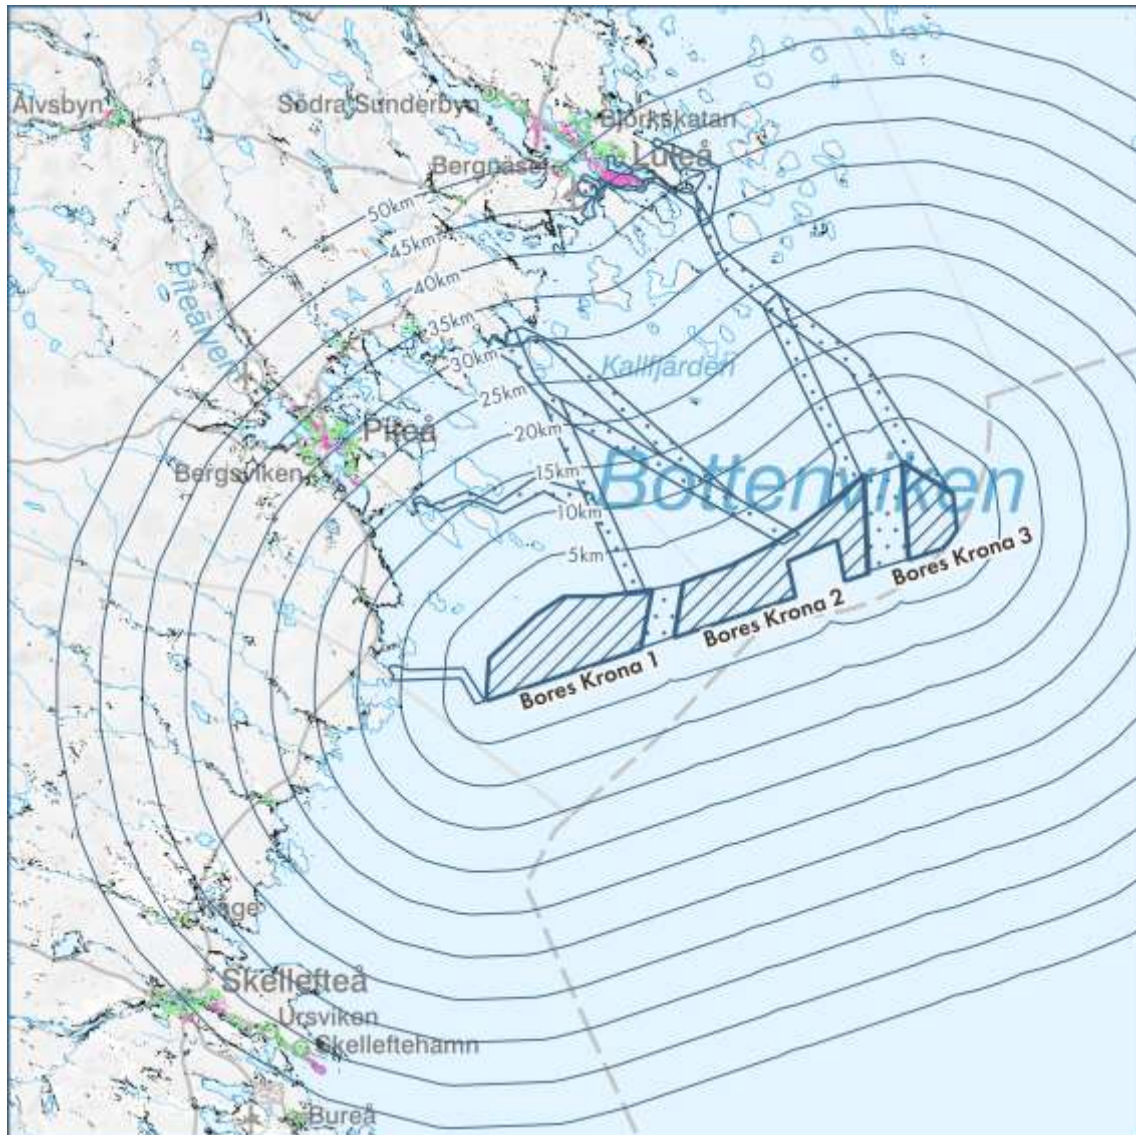 Älvsbyn
Södra Sunderbyn
Björkskatan
Luleå
Bergnäset
50km
45km
40km
35km
30km
25km
20km
15km
10km
5km
Piteälven
Kallfjärden
Piteå
Bergsviken
Bottenviken
Bores Krona 3
Bores Krona 2
Bores Krona 1
Kåge
Skellefteå
Ursviken
Skelleftehamn
Bureå